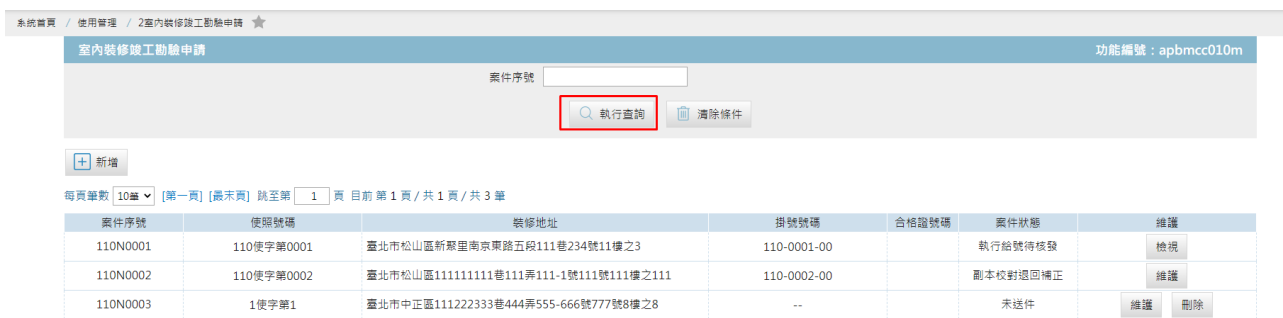 系統首頁 / 使用管理 / 2室內裝修竣工勘驗申請
室內裝修竣工勘驗申請 功能編號：apbmcc010m
案件序號
執行查詢 清除條件
新增
每頁筆數 10筆 [第一頁] [最末頁] 跳至第 1 頁 目前 第 1 頁 / 共 1 頁 / 共 3 筆
案件序號 使照號碼 裝修地址 掛號號碼 合格證號碼 案件狀態 維護
110N0001 110使字第0001 臺北市松山區新聚里南京東路五段111巷234號11樓之3 110-0001-00 執行給號待核發 檢視
110N0002 110使字第0002 臺北市松山區111111111巷111弄111-1號111號111樓之111 110-0002-00 副本校對退回補正 維護
110N0003 1使字第1 臺北市中正區111222333巷444弄555-666號777號8樓之8 -- 未送件 維護 刪除